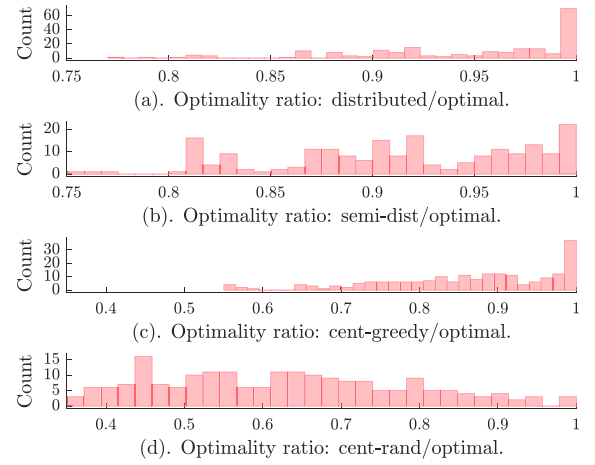 Count
60
40
20
0
0.75 0.8 0.85 0.9 0.95 1
(a). Optimality ratio: distributed/optimal.
Count
20
10
0
0.75 0.8 0.85 0.9 0.95 1
(b). Optimality ratio: semi-dist/optimal.
Count
30
20
10
0
0.4 0.5 0.6 0.7 0.8 0.9 1
(c). Optimality ratio: cent-greedy/optimal.
Count
15
10
5
0
0.4 0.5 0.6 0.7 0.8 0.9 1
(d). Optimality ratio: cent-rand/optimal.